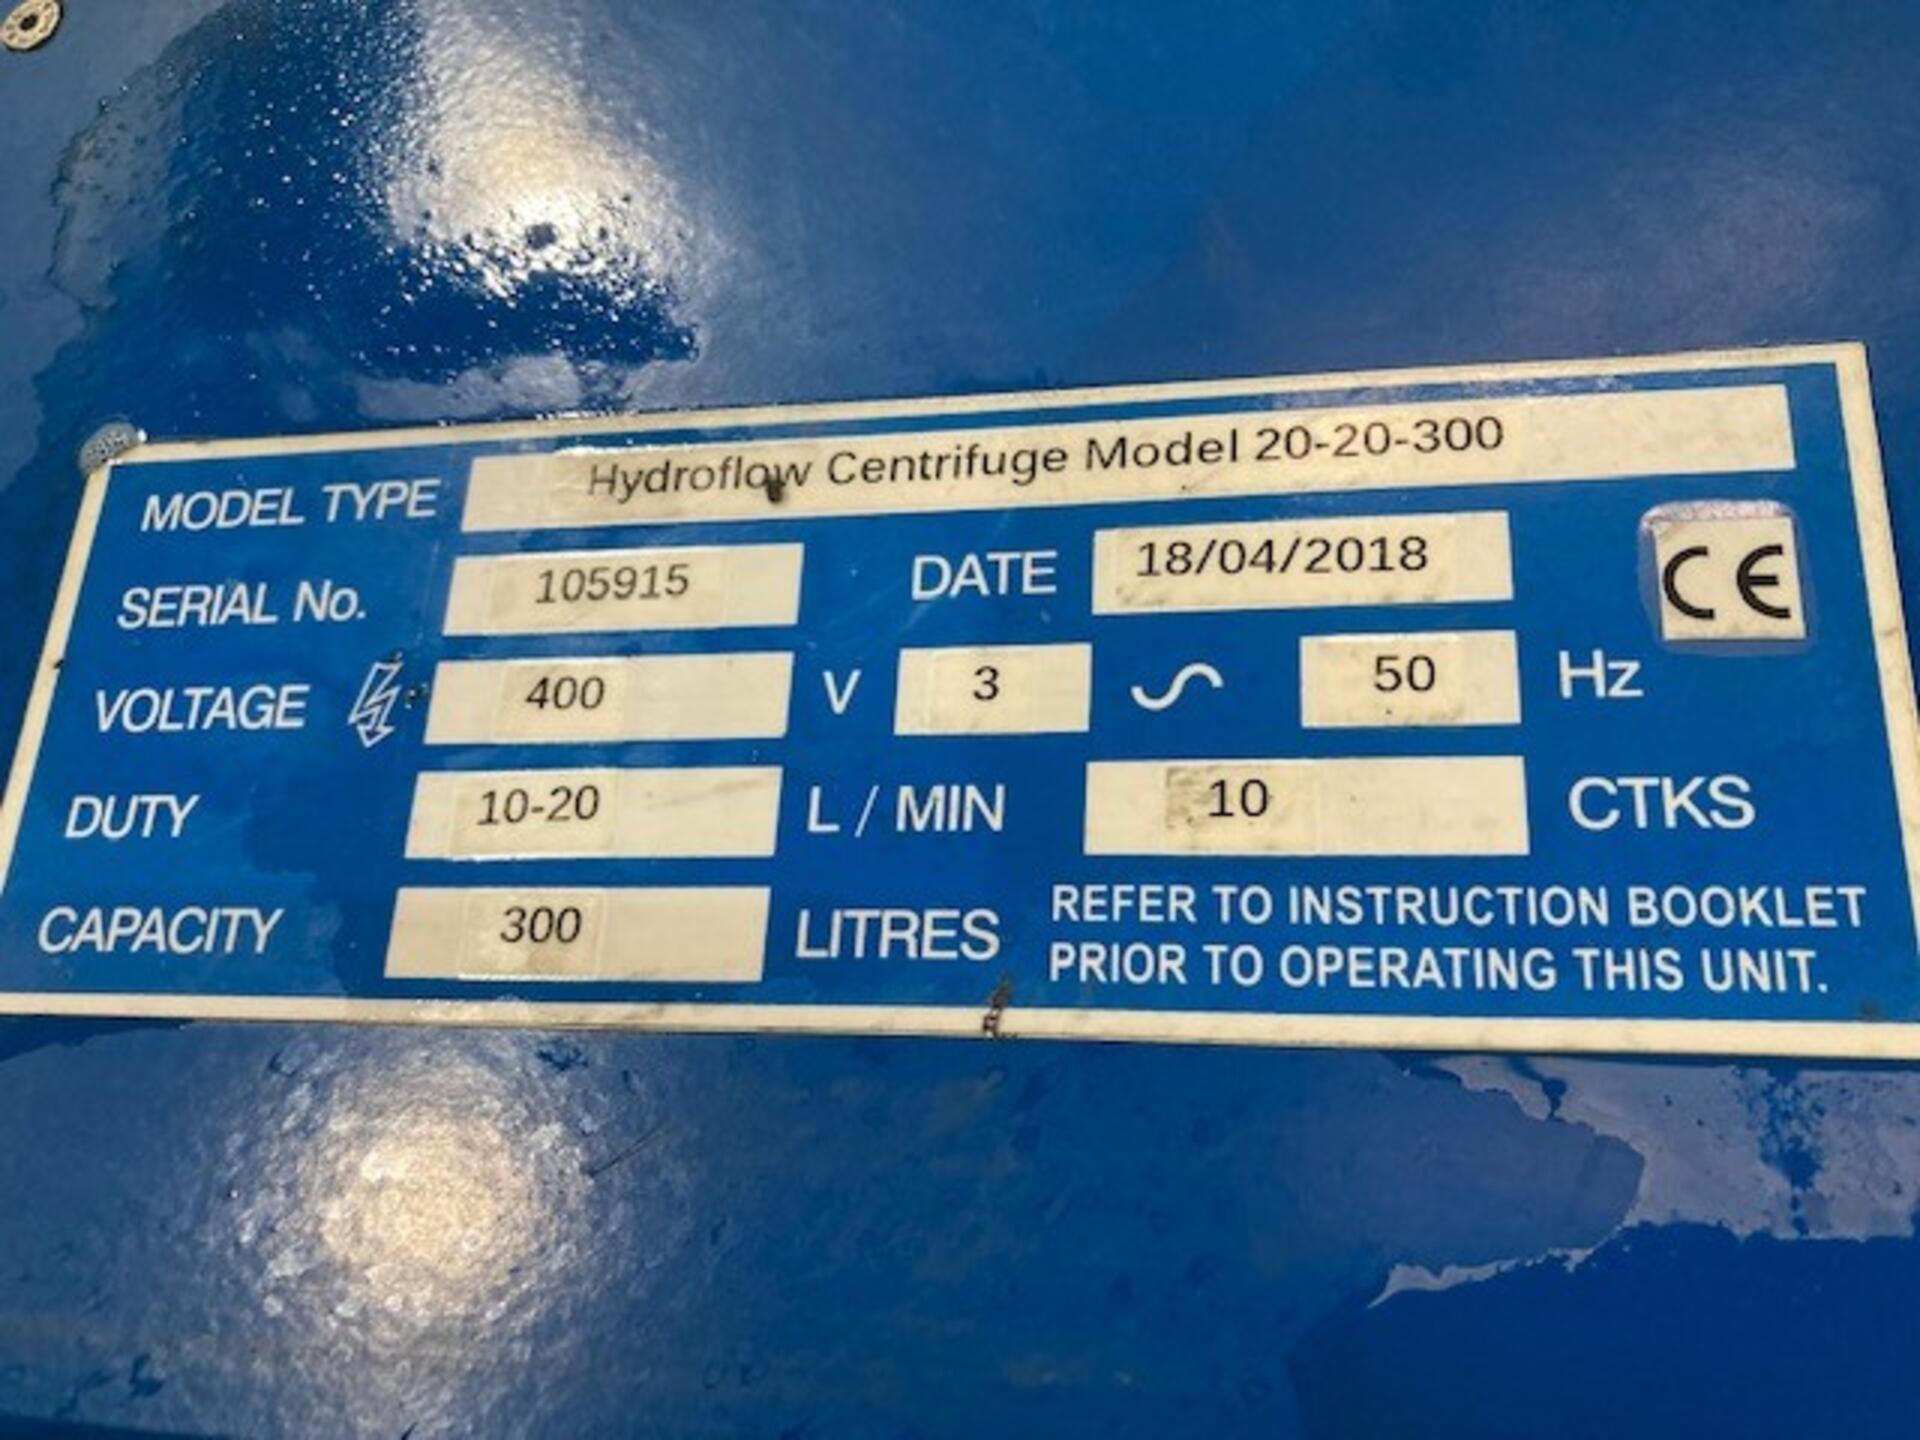 MODEL TYPE Hydroflow Centrifuge Model 20-20-300
SERIAL No. 105915 DATE 18/04/2018 CE
VOLTAGE 400 V 3 50 Hz
DUTY 10-20 L / MIN 10 CTKS
CAPACITY 300 LITRES
REFER TO INSTRUCTION BOOKLET
PRIOR TO OPERATING THIS UNIT.